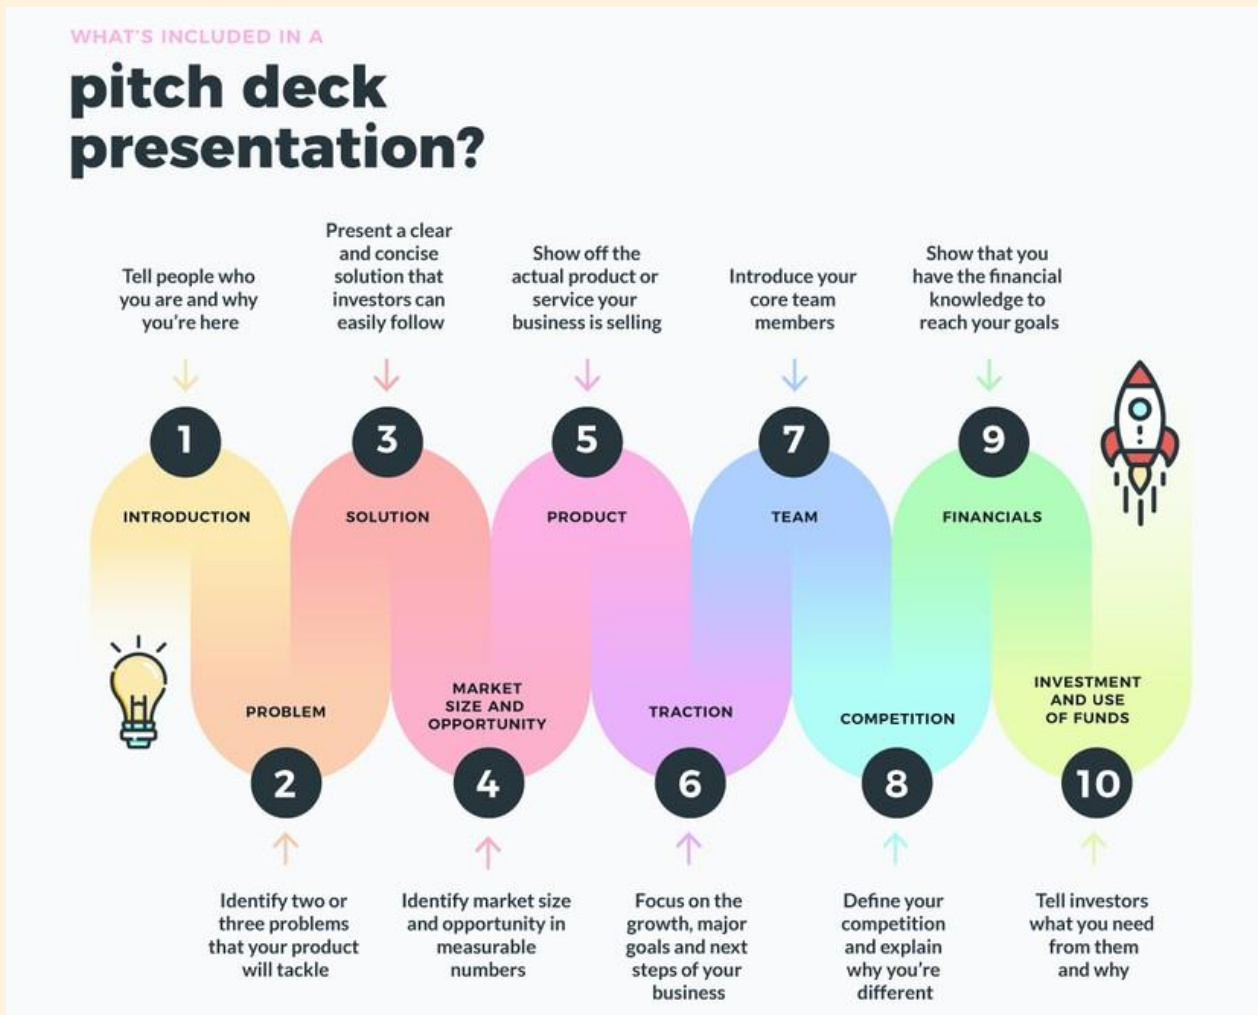 WHAT'S INCLUDED IN A
pitch deck
presentation?
Tell people who
you are and why
you're here
1
INTRODUCTION
PROBLEM
2
Identify two or
three problems
that your product
will tackle
Present a clear
and concise
solution that
investors can
easily follow
3
SOLUTION
MARKET
SIZE AND
OPPORTUNITY
4
Identify market size
and opportunity in
measurable
numbers
Show off the
actual product or
service your
business is selling
5
PRODUCT
TRACTION
6
Focus on the
growth, major
goals and next
steps of your
business
Introduce your
core team
members
7
TEAM
COMPETITION
8
Define your
competition
and explain
why you're
different
Show that you
have the financial
knowledge to
reach your goals
9
FINANCIALS
INVESTMENT
AND USE
OF FUNDS
10
Tell investors
what you need
from them
and why